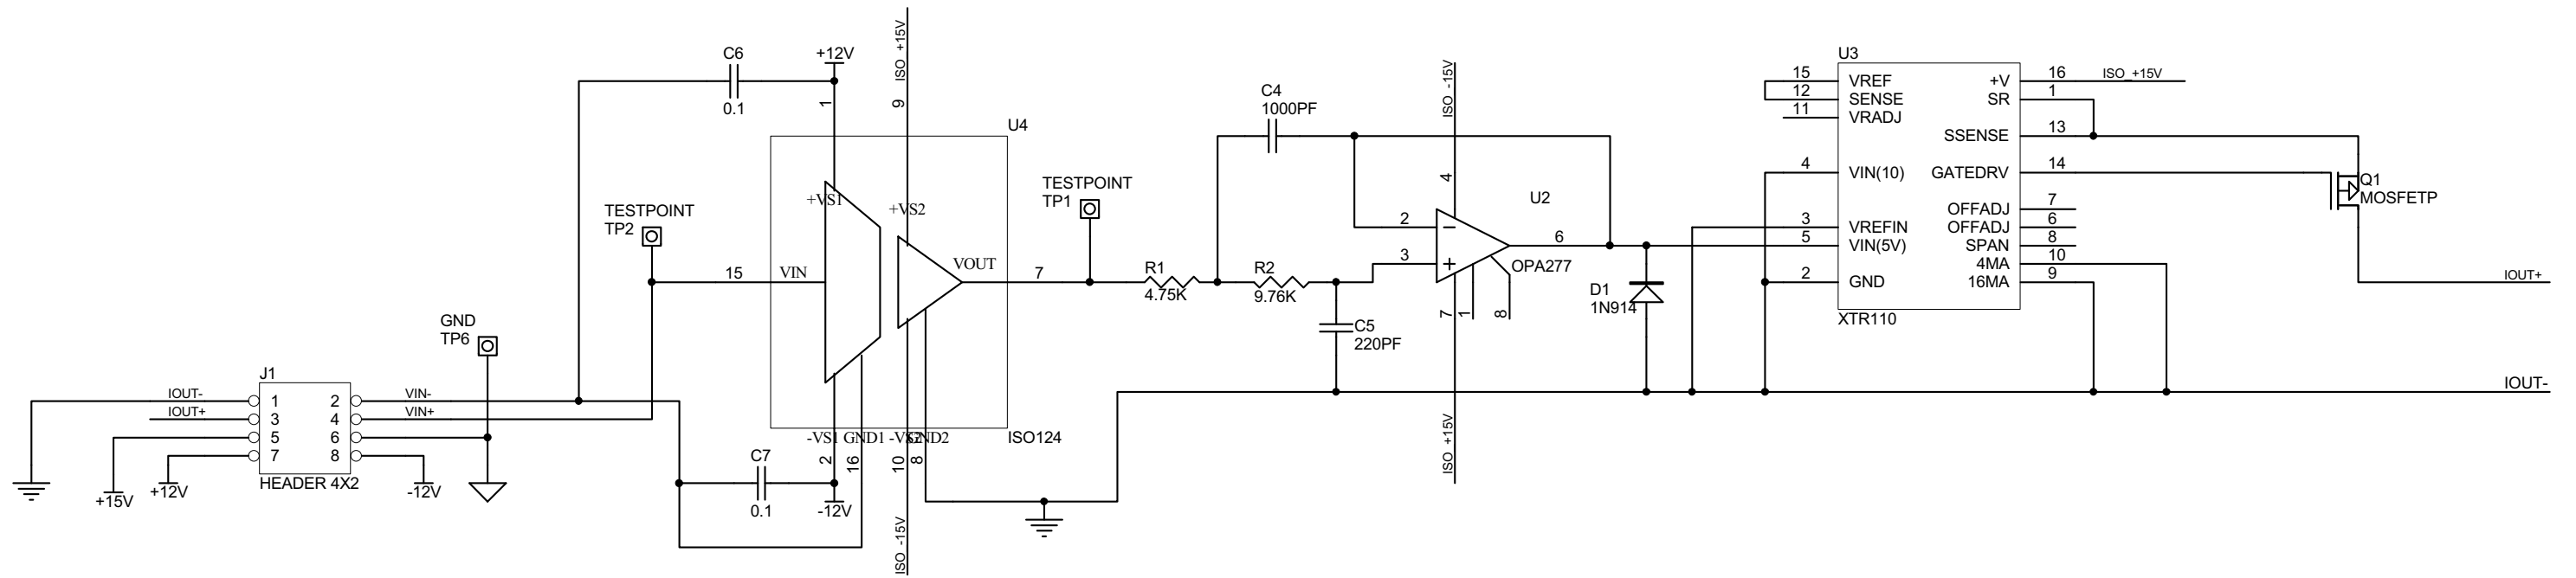 C6
0.1
+12V
1
ISO_+15V
9
U4
+VS1
+VS2
TESTPOINT
TP2
15
VIN
VOUT
7
TESTPOINT
TP1
GND
TP6
J1
IOUT-
IOUT+
1
2
3
4
5
6
7
8
VIN-
VIN+
HEADER 4X2
+15V
+12V
-12V
C7
0.1
-12V
-VS1
GND1
-VS2
GND2
2
16
10
8
ISO124
ISO_-15V
R1
4.75K
C4
1000PF
R2
9.76K
C5
220PF
ISO_-15V
4
2
3
U2
6
OPA277
7
1
8
ISO_+15V
D1
1N914
U3
15
VREF
12
SENSE
11
VRADJ
4
VIN(10)
3
VREFIN
5
VIN(5V)
2
GND
+V
16
ISO_+15V
SR
1
SSENSE
13
GATEDRV
14
OFFADJ
7
OFFADJ
6
SPAN
8
4MA
10
16MA
9
XTR110
Q1
MOSFETP
IOUT+
IOUT-